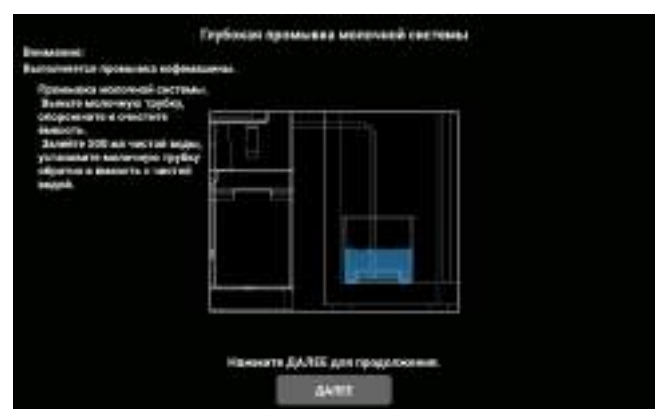 Глубокая промывка молочной системы
Внимание:
Выполняется промывка кофемашины.
Промывка молочной системы.
Выньте молочную трубку,
опорожните и очистите
емкость.
Залейте 200 мл чистой воды,
установите молочную трубку
обратно в емкость с чистой
водой.
Нажмите ДАЛЕЕ для продолжения.
ДАЛЕЕ